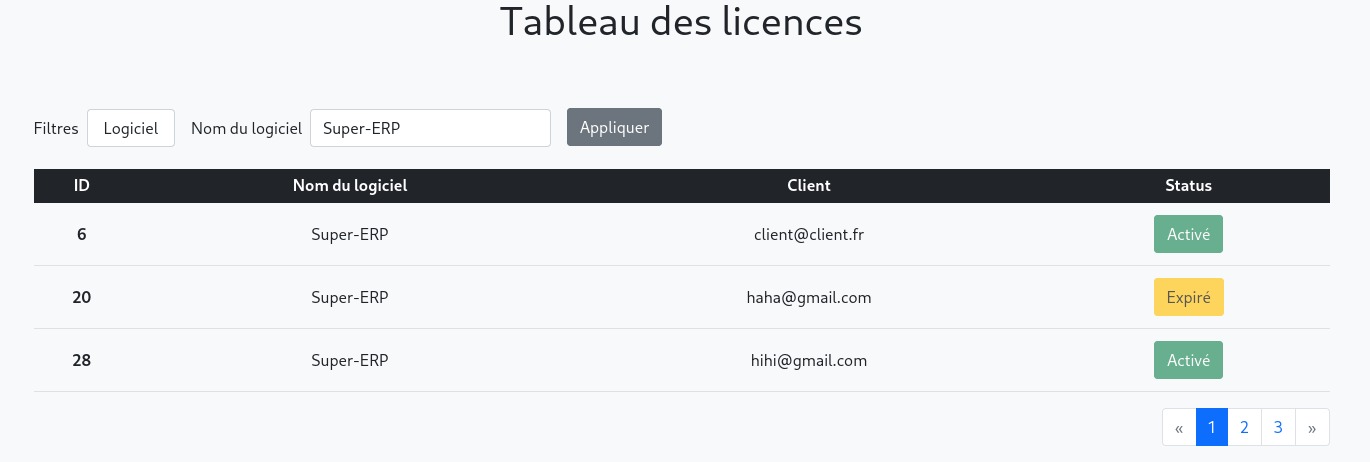 Tableau des licences
Filtres Logiciel Nom du logiciel Super-ERP Appliquer
ID Nom du logiciel Client Status
6 Super-ERP client@client.fr Activé
20 Super-ERP haha@gmail.com Expiré
28 Super-ERP hihi@gmail.com Activé
« 1 2 3 »